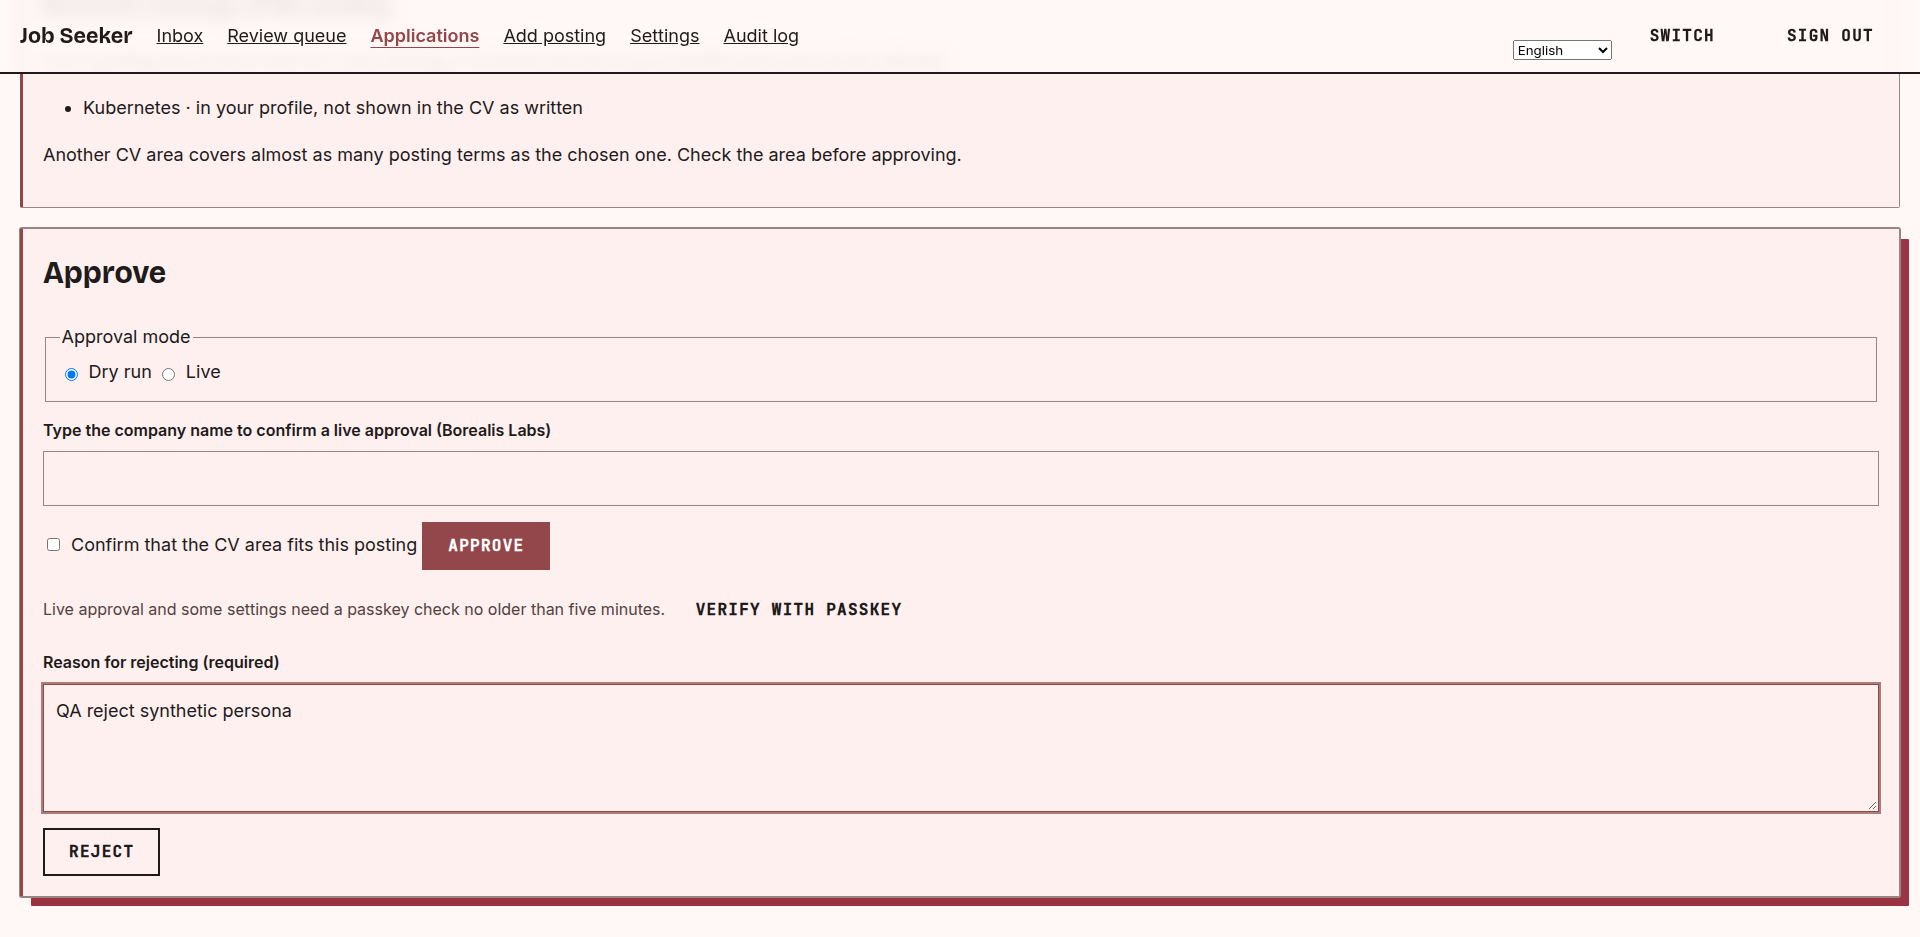 Job Seeker Inbox Review queue Applications Add posting Settings Audit log English SWITCH SIGN OUT
Kubernetes · in your profile, not shown in the CV as written
Another CV area covers almost as many posting terms as the chosen one. Check the area before approving.
Approve
Approval mode
Dry run Live
Type the company name to confirm a live approval (Borealis Labs)
Confirm that the CV area fits this posting APPROVE
Live approval and some settings need a passkey check no older than five minutes. VERIFY WITH PASSKEY
Reason for rejecting (required)
QA reject synthetic persona
REJECT